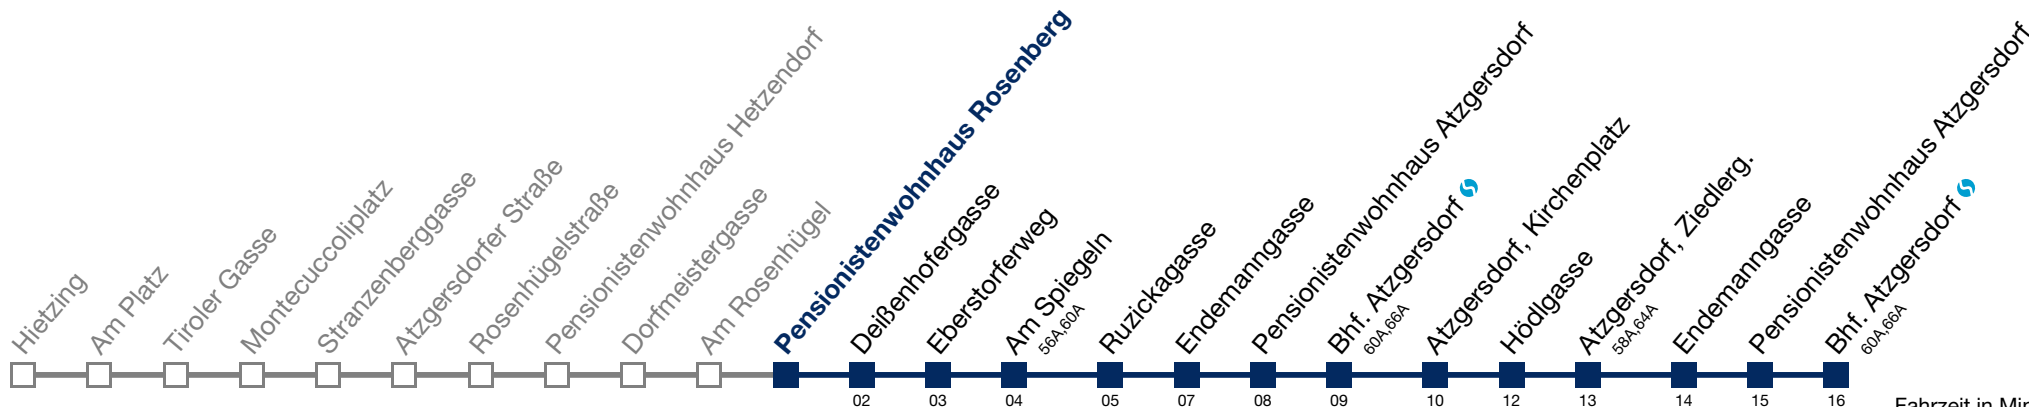 Hietzing
Am Platz
Tiroler Gasse
Montecuccoliplatz
Stranzenberggasse
Atzgersdorfer Straße
Rosenhügelstraße
Pensionistenwohnhaus Hetzendorf
Dorfmeistergasse
Am Rosenhügel
Pensionistenwohnhaus Rosenberg
Deißenhofergasse
Eberstorferweg
Am Spiegeln
56A,60A
Ruzickagasse
Endemanngasse
Pensionistenwohnhaus Atzgersdorf
Bhf. Atzgersdorf
60A,66A
Atzgersdorf, Kirchenplatz
Hödlgasse
Atzgersdorf, Ziedlerg.
58A,64A
Endemanngasse
Pensionistenwohnhaus Atzgersdorf
Bhf. Atzgersdorf
60A,66A
02 03 04 05 07 08 09 10 12 13 14 15 16
Fahrzeit in